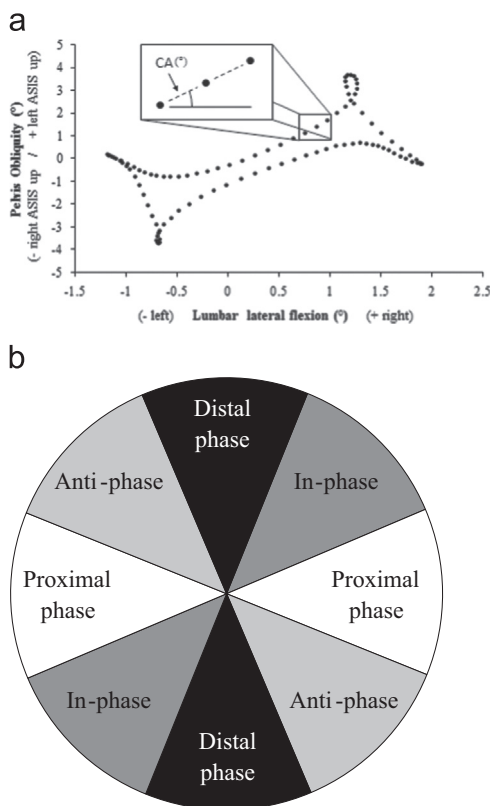 a
CA(°)
Pelvis Obliquity (°)
(- right ASIS up / + left ASIS up)
5
4
3
2
1
0
-1
-2
-3
-4
-5
-1.5 -1 -0.5 0 0.5 1 1.5 2 2.5
(- left) Lumbar lateral flexion (°) (+ right)
b
Distal
phase
Anti-phase In-phase
Proximal
phase
Proximal
phase
In-phase Anti-phase
Distal
phase